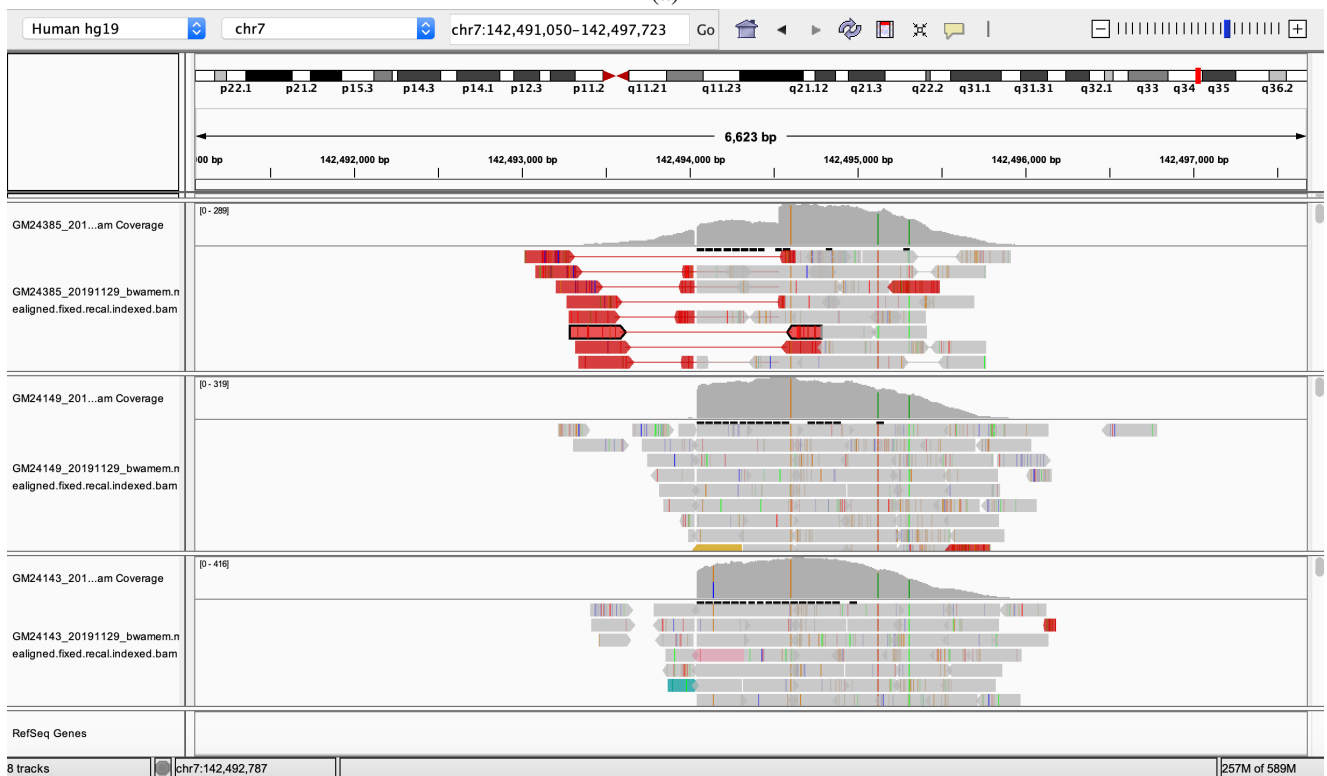 Human hg19 chr7 chr7:142,491,050-142,497,723 Go
p22.1 p21.2 p15.3 p14.3 p14.1 p12.3 p11.2 q11.21 q11.23 q21.12 q21.3 q22.2 q31.1 q31.31 q32.1 q33 q34 q35 q36.2
6,623 bp
00 bp 142,492,000 bp 142,493,000 bp 142,494,000 bp 142,495,000 bp 142,496,000 bp 142,497,000 bp
[0 - 289]
GM24385_201...am Coverage
GM24385_20191129_bwamem.n
ealigned.fixed.recal.indexed.bam
[0 - 319]
GM24149_201...am Coverage
GM24149_20191129_bwamem.n
ealigned.fixed.recal.indexed.bam
[0 - 416]
GM24143_201...am Coverage
GM24143_20191129_bwamem.n
ealigned.fixed.recal.indexed.bam
RefSeq Genes
8 tracks chr7:142,492,787 257M of 589M